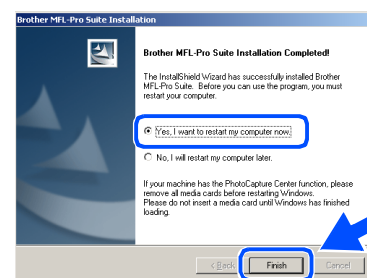 Brother MFL-Pro Suite Installation
Brother MFL-Pro Suite Installation Completed!
The InstallShield Wizard has successfully installed Brother
MFL-Pro Suite. Before you can use the program, you must
restart your computer.
Yes, I want to restart my computer now.
No, I will restart my computer later.
If your machine has the PhotoCapture Center function, please
remove all media cards before restarting Windows.
Please do not insert a media card until Windows has finished
loading.
< Back
Finish
Cancel